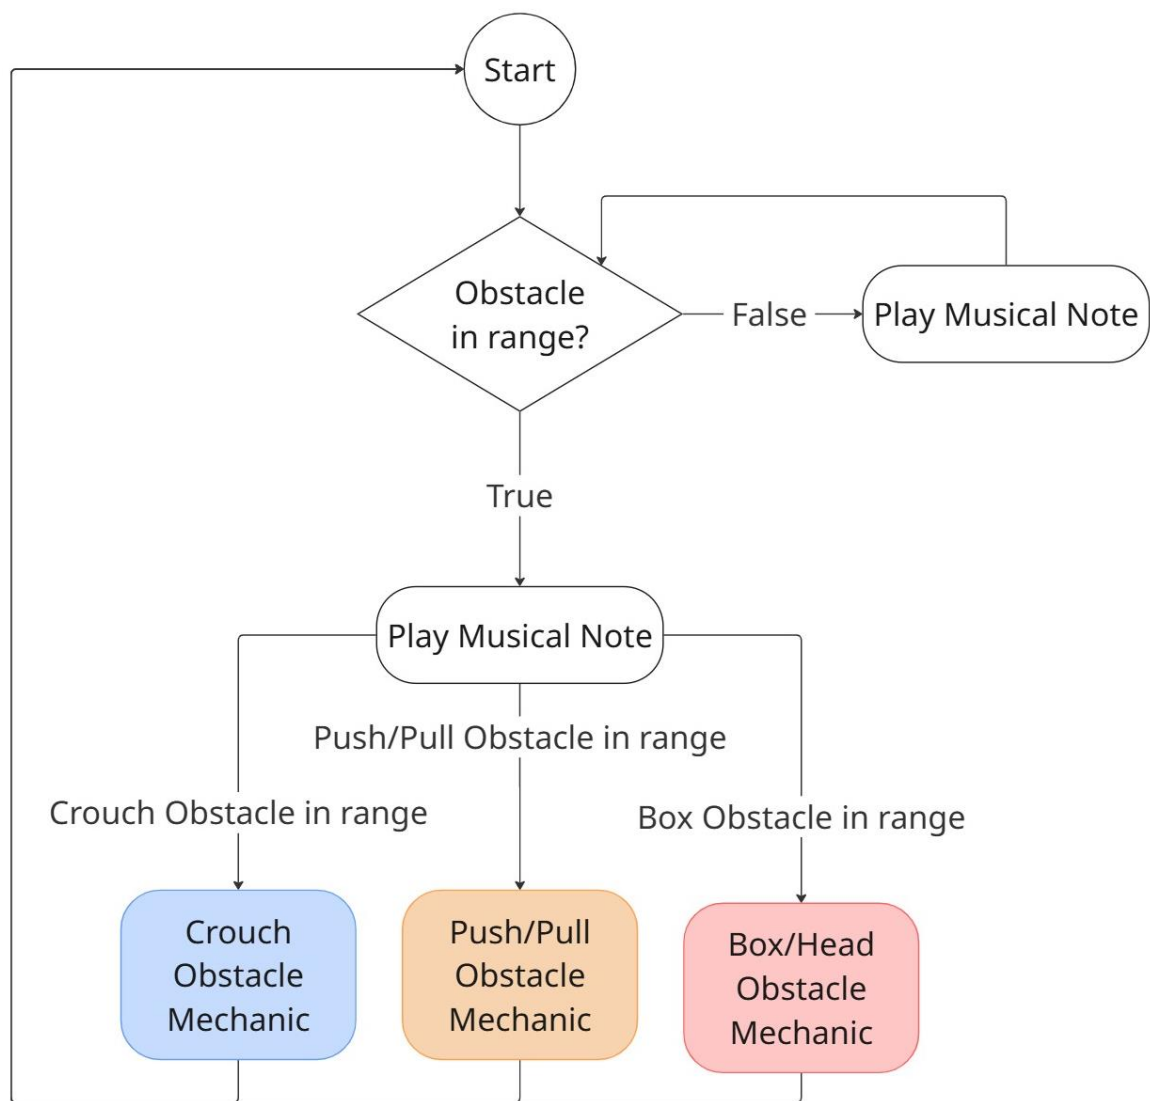 Start
Obstacle
in range?
False
Play Musical Note
True
Play Musical Note
Push/Pull Obstacle in range
Crouch Obstacle in range
Box Obstacle in range
Crouch
Obstacle
Mechanic
Push/Pull
Obstacle
Mechanic
Box/Head
Obstacle
Mechanic